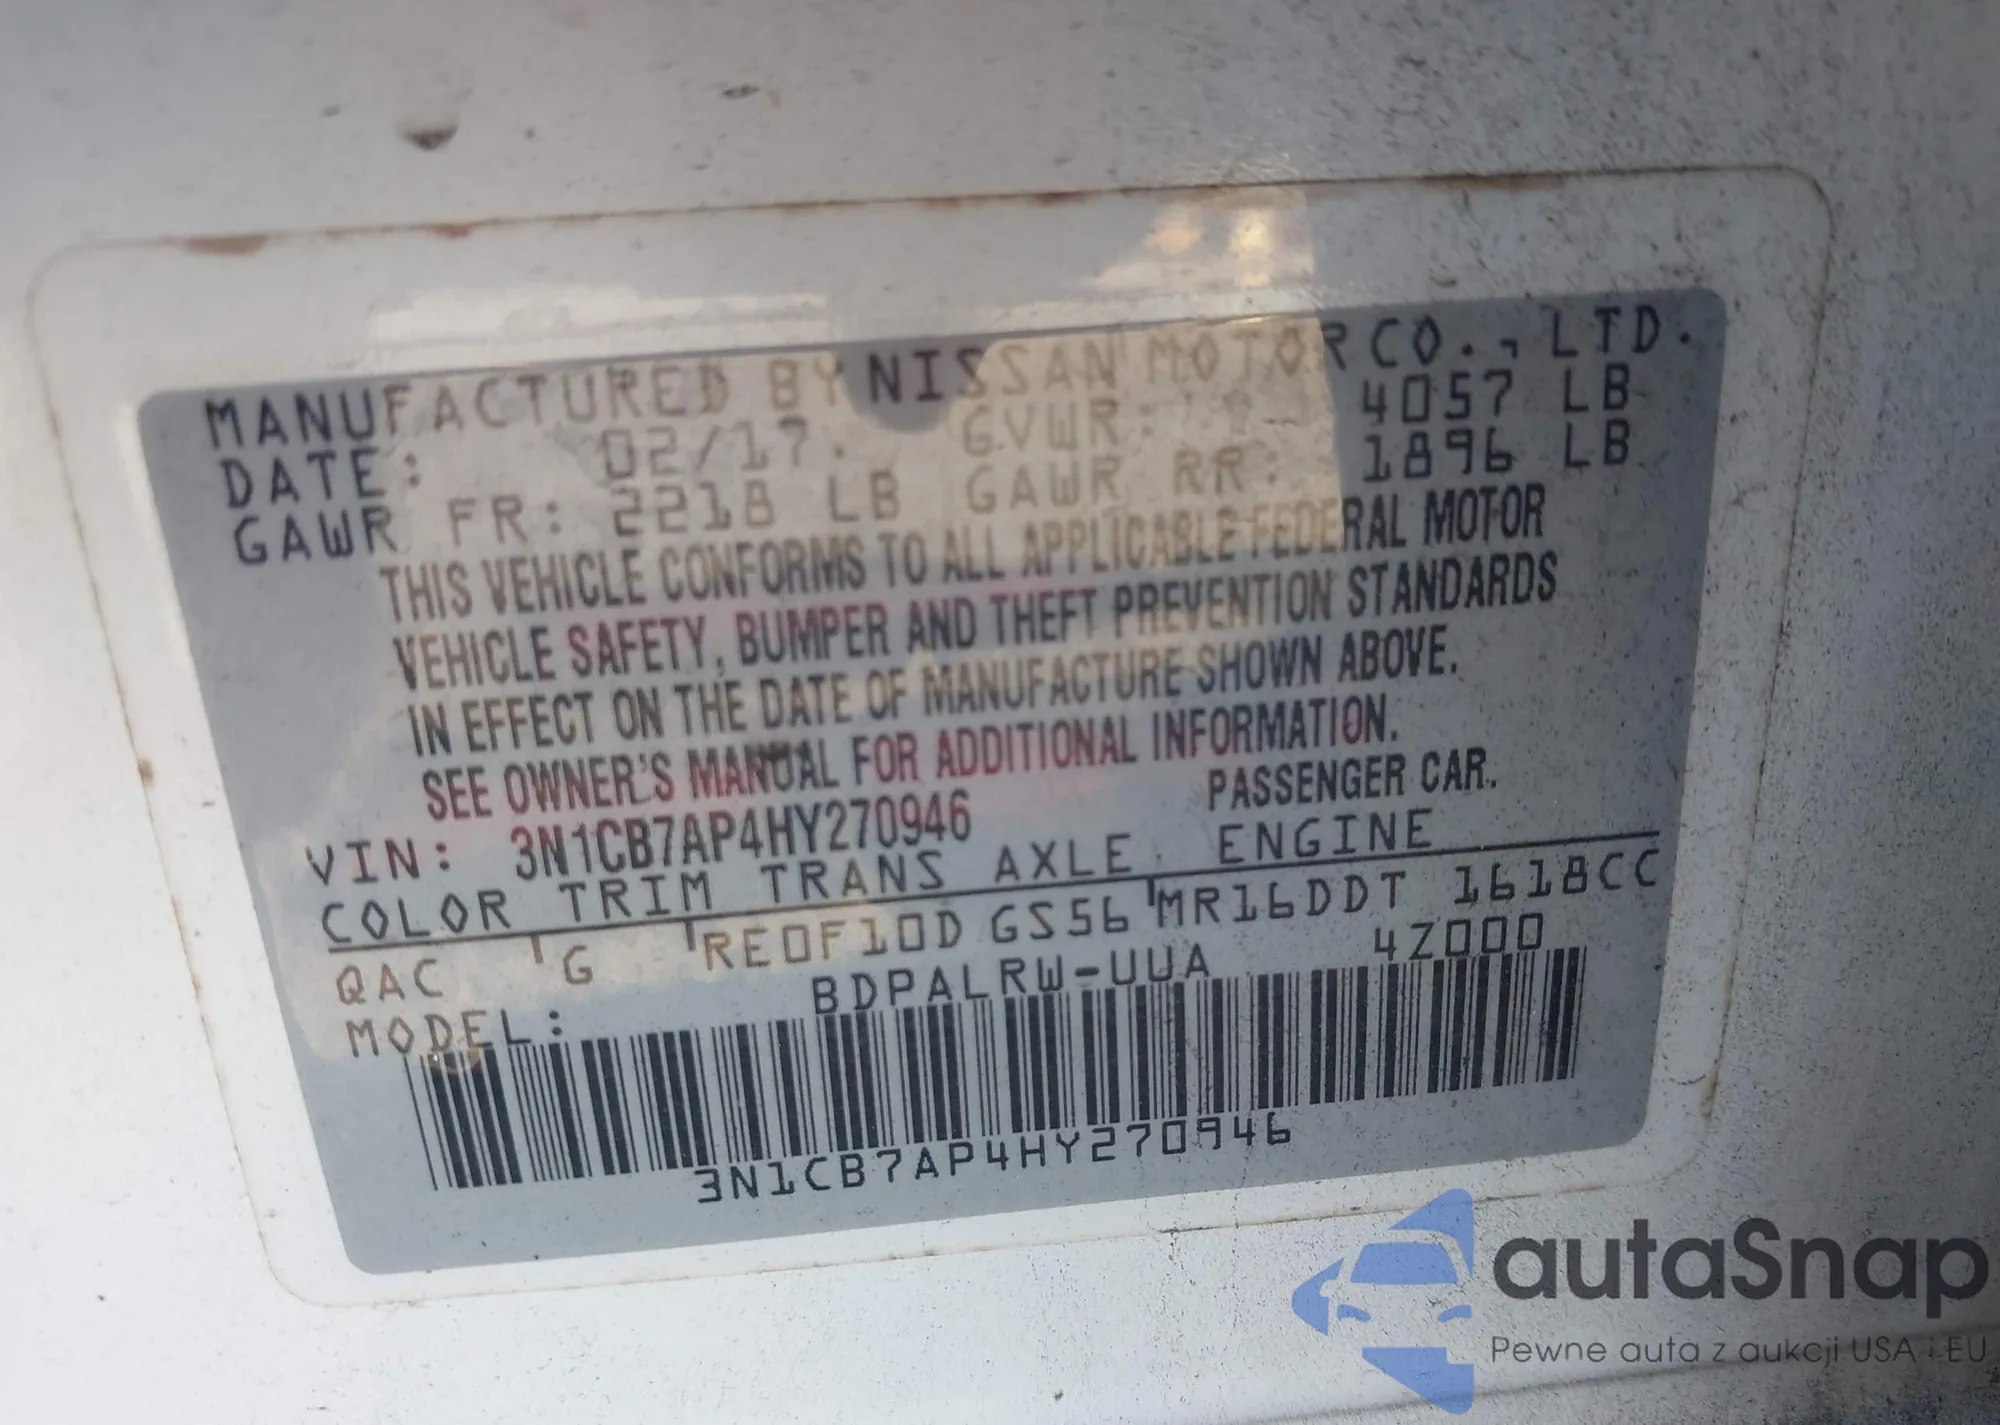 MANUFACTURED BY NISSAN MOTOR CO., LTD.
DATE: 02/17. GVWR: 4057 LB
GAWR FR: 2218 LB GAWR RR: 1896 LB
THIS VEHICLE CONFORMS TO ALL APPLICABLE FEDERAL MOTOR
VEHICLE SAFETY, BUMPER AND THEFT PREVENTION STANDARDS
IN EFFECT ON THE DATE OF MANUFACTURE SHOWN ABOVE.
SEE OWNER'S MANUAL FOR ADDITIONAL INFORMATION.
VIN: 3N1CB7AP4HY270946 PASSENGER CAR.
COLOR TRIM TRANS AXLE ENGINE
QAC G RE0F10D GS56 MR16DDT 1618CC
MODEL: BDPALRW-UUA 4Z000
3N1CB7AP4HY270946
autaSnap
Pewne auta z aukcji USA i EU